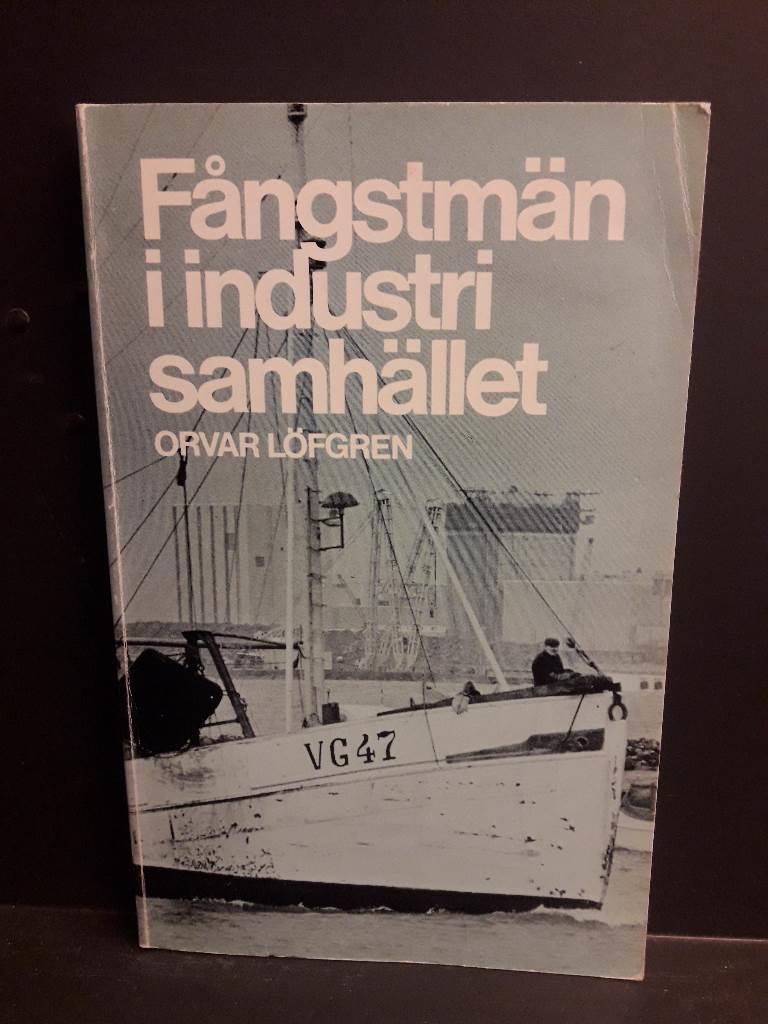 Fångstmän
i industri
samhället
ORVAR LÖFGREN
VG47